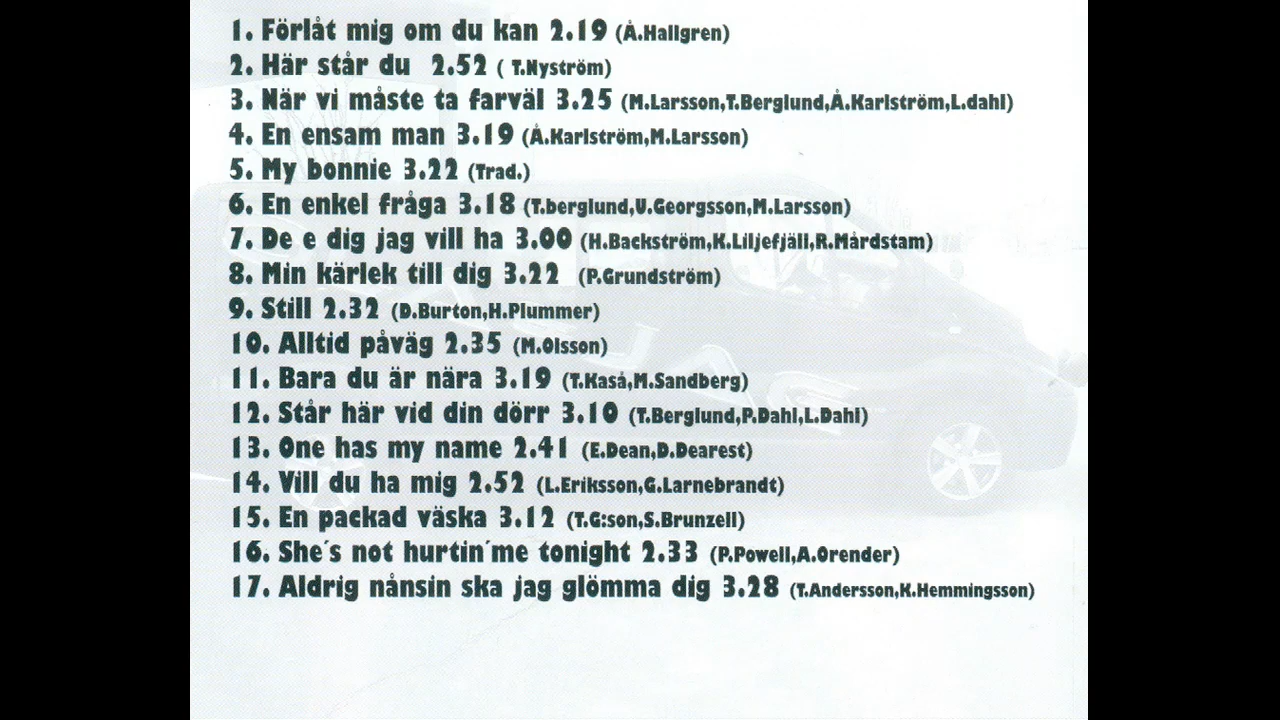 1. Förlåt mig om du kan 2.19 (Å.Hallgren)
2. Här står du 2.52 ( T.Nyström)
3. När vi måste ta farväl 3.25 (M.Larsson,T.Berglund,Å.Karlström,L.dahl)
4. En ensam man 3.19 (Å.Karlström,M.Larsson)
5. My bonnie 3.22 (Trad.)
6. En enkel fråga 3.18 (T.berglund,U.Georgsson,M.Larsson)
7. De e dig jag vill ha 3.00 (H.Backström,K.Liljefjäll,R.Mårdstam)
8. Min kärlek till dig 3.22 (P.Grundström)
9. Still 2.32 (D.Burton,H.Plummer)
10. Alltid påväg 2.35 (M.Olsson)
11. Bara du är nära 3.19 (T.Kaså,M.Sandberg)
12. Står här vid din dörr 3.10 (T.Berglund,P.Dahl,L.Dahl)
13. One has my name 2.41 (E.Dean,D.Dearest)
14. Vill du ha mig 2.52 (L.Eriksson,G.Larnebrandt)
15. En packad väska 3.12 (T.G:son,S.Brunzell)
16. She´s not hurtin´me tonight 2.33 (P.Powell,A.Orender)
17. Aldrig nånsin ska jag glömma dig 3.28 (T.Andersson,K.Hemmingsson)